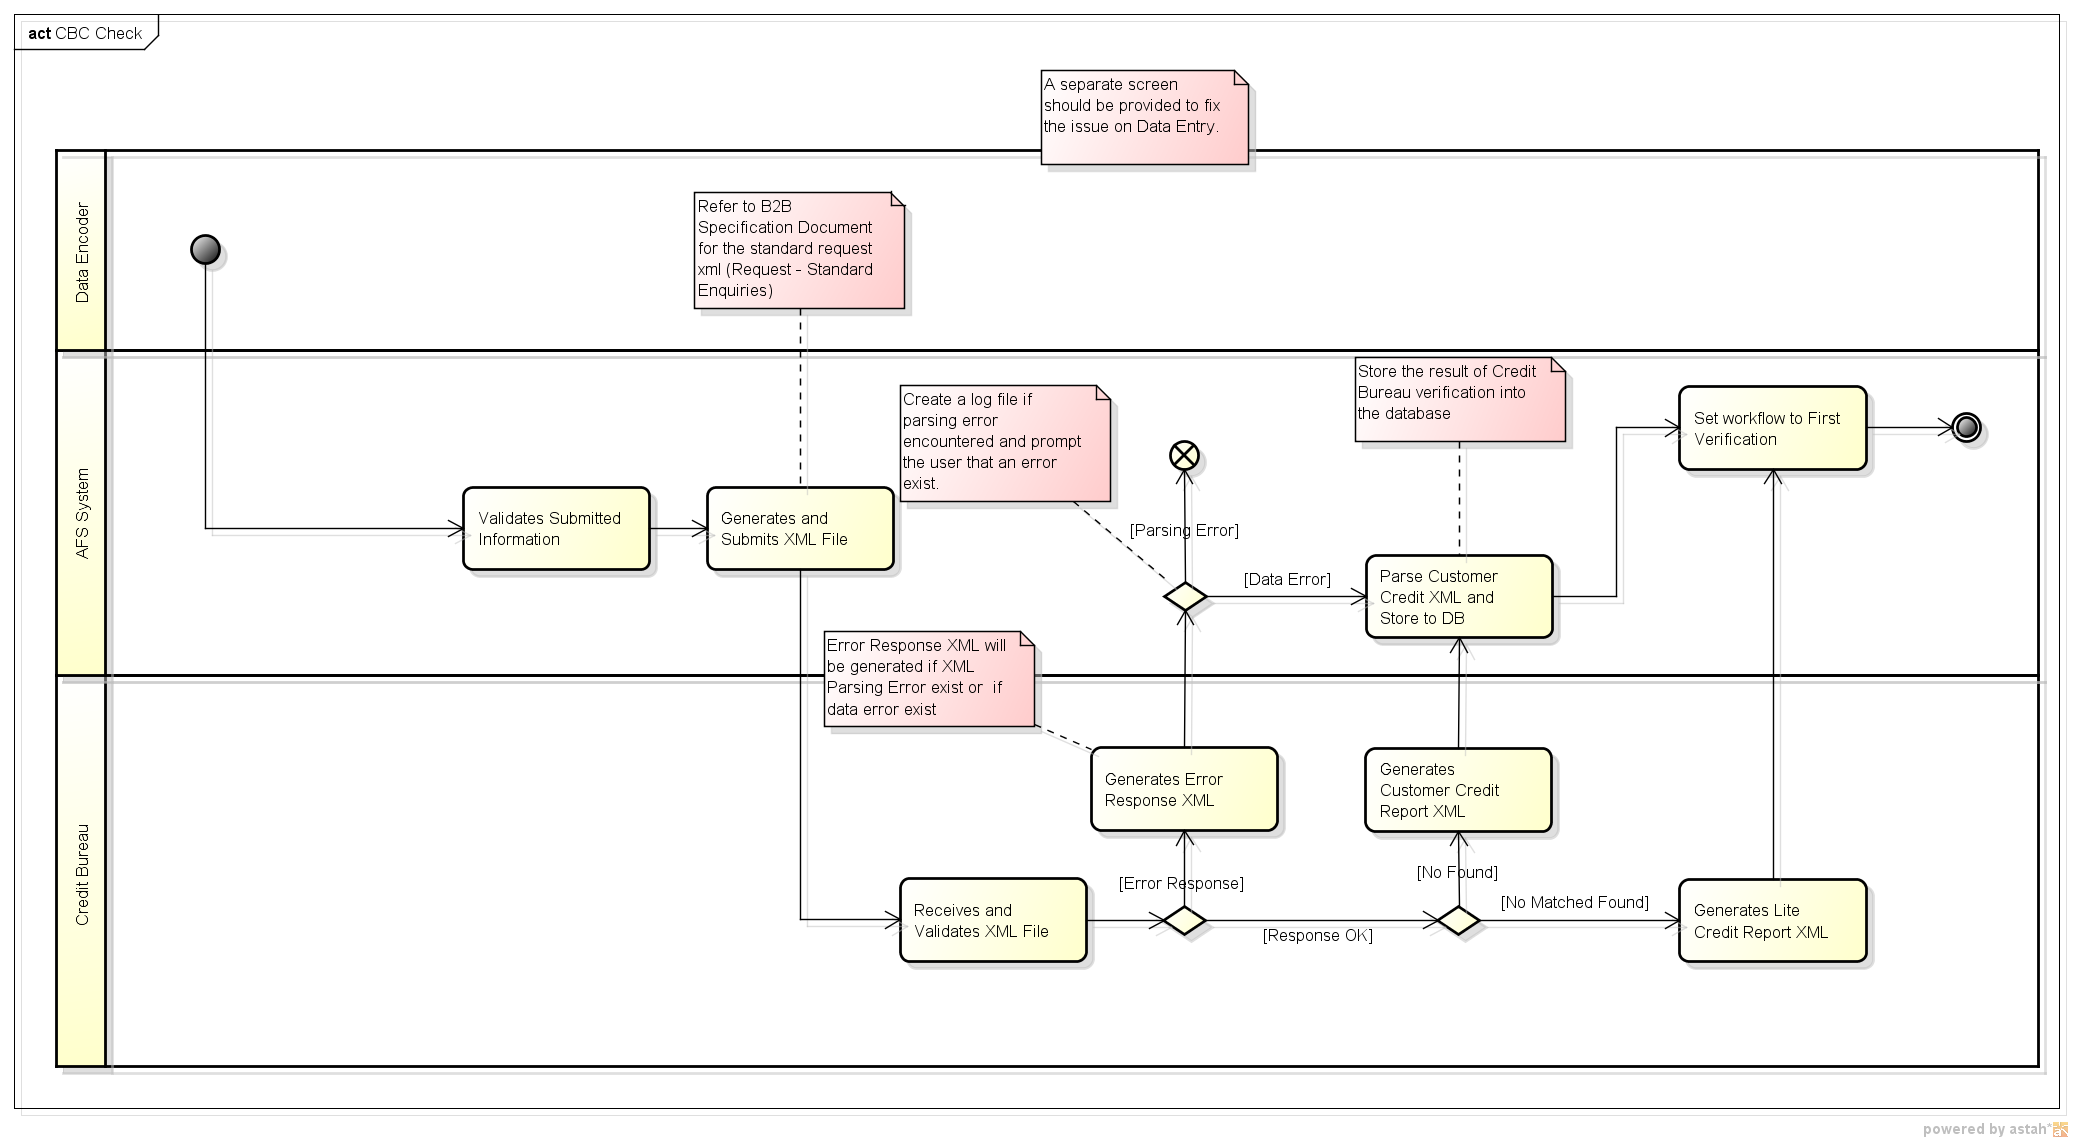 act CBC Check
A separate screen
should be provided to fix
the issue on Data Entry.
Data Encoder
Refer to B2B
Specification Document
for the standard request
xml (Request - Standard
Enquiries)
AFS System
Create a log file if
parsing error
encountered and prompt
the user that an error
exist.
Store the result of Credit
Bureau verification into
the database
Set workflow to First
Verification
Validates Submitted
Information
Generates and
Submits XML File
[Parsing Error]
[Data Error]
Parse Customer
Credit XML and
Store to DB
Error Response XML will
be generated if XML
Parsing Error exist or  if
data error exist
Credit Bureau
Generates Error
Response XML
Generates
Customer Credit
Report XML
[Error Response]
[No Found]
[No Matched Found]
Receives and
Validates XML File
[Response OK]
Generates Lite
Credit Report XML
powered by astah*